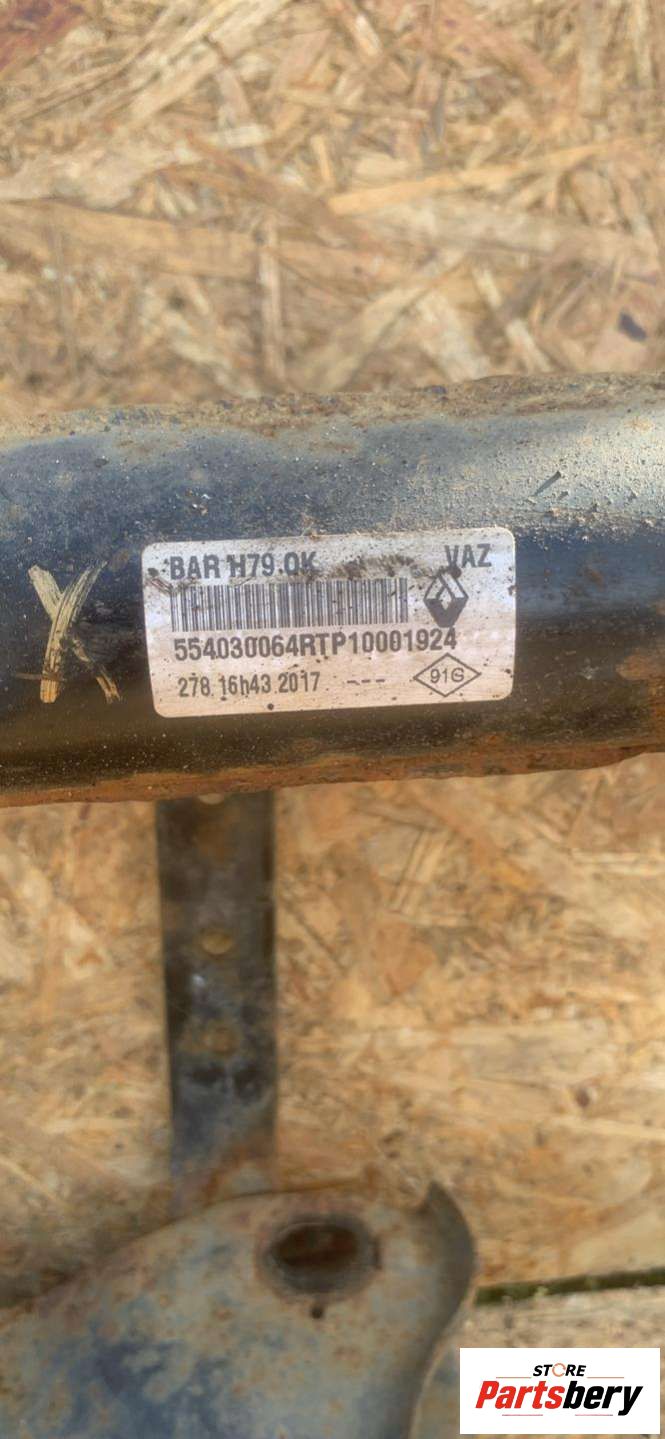 BAR H79.OK VAZ
554030064RTP10001924
278 16h43 2017 --- 91G
STORE
Partsbery